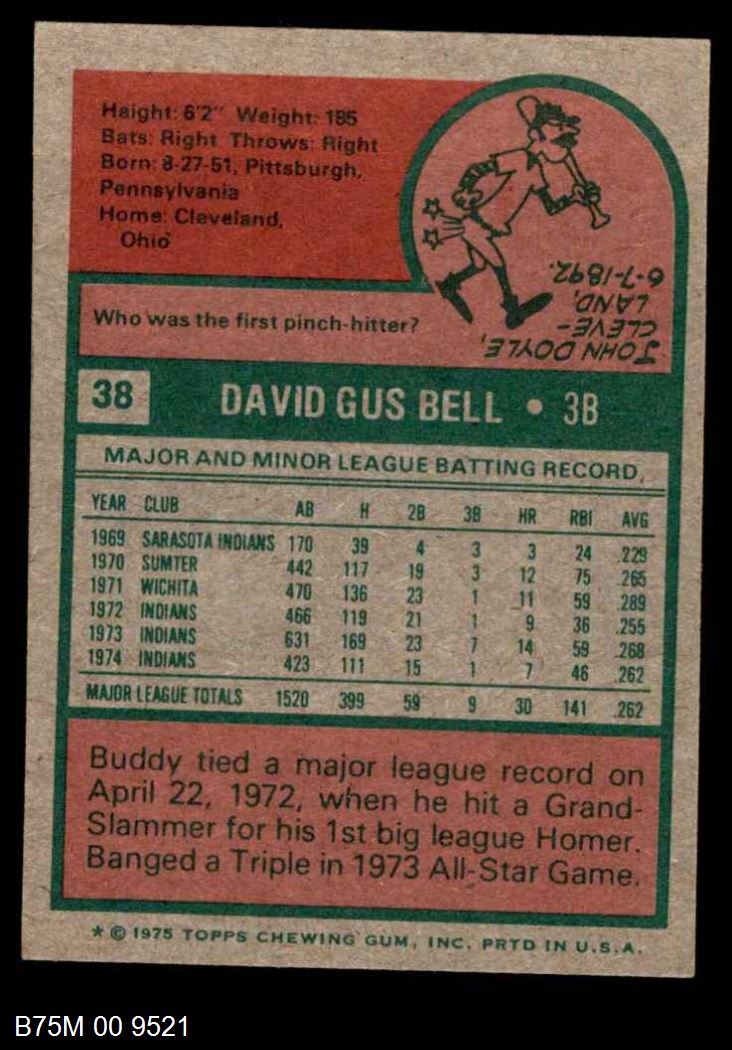 Height: 6'2" Weight: 185
Bats: Right Throws: Right
Born: 8-27-51, Pittsburgh,
Pennsylvania
Home: Cleveland,
Ohio
Who was the first pinch-hitter?
JOHN DOYLE,
CLEVE-
LAND,
6-7-1892.
38 DAVID GUS BELL • 3B
MAJOR AND MINOR LEAGUE BATTING RECORD
YEAR CLUB AB H 2B 3B HR RBI AVG
1969 SARASOTA INDIANS 170 39 4 3 3 24 .229
1970 SUMTER 442 117 19 3 12 75 .265
1971 WICHITA 470 136 23 1 11 59 .289
1972 INDIANS 466 119 21 1 9 36 .255
1973 INDIANS 631 169 23 7 14 59 .268
1974 INDIANS 423 111 15 1 7 46 .262
MAJOR LEAGUE TOTALS 1520 399 59 9 30 141 .262
Buddy tied a major league record on
April 22, 1972, when he hit a Grand-
Slammer for his 1st big league Homer.
Banged a Triple in 1973 All-Star Game.
* © 1975 TOPPS CHEWING GUM, INC. PRTD IN U.S.A.
B75M 00 9521